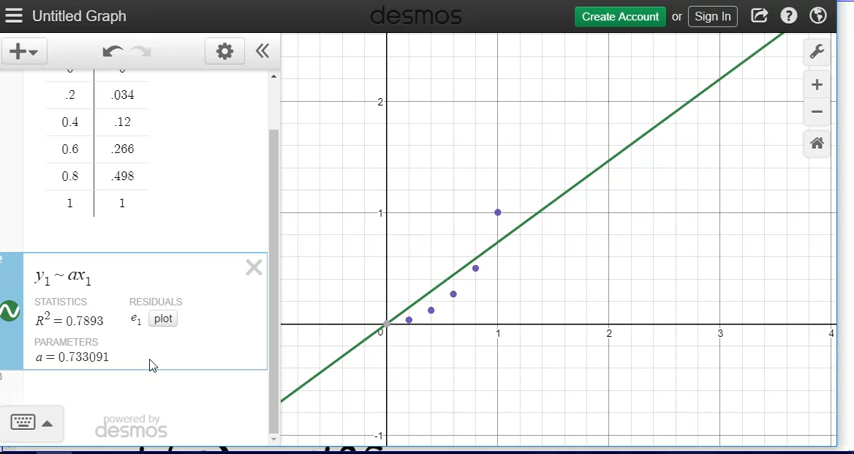 Untitled Graph desmos Create Account or Sign In
.2 .034
0.4 .12
0.6 .266
0.8 .498
1 1
y₁ ~ ax₁
STATISTICS RESIDUALS
R² = 0.7893 e₁ plot
PARAMETERS
a = 0.733091
powered by
desmos
2
1
0 1 2 3 4
-1